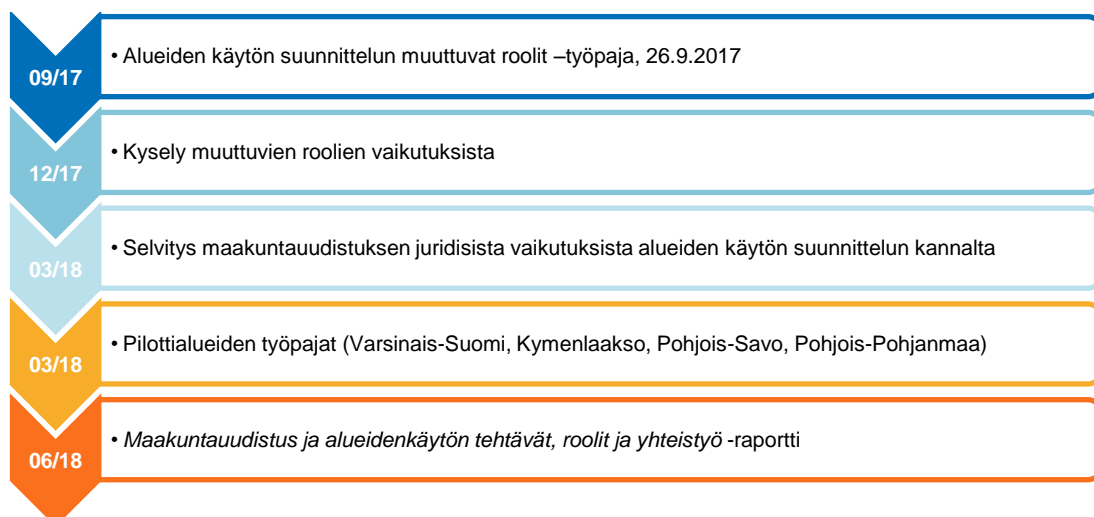 09/17
• Alueiden käytön suunnittelun muuttuvat roolit –työpaja, 26.9.2017
12/17
• Kysely muuttuvien roolien vaikutuksista
03/18
• Selvitys maakuntauudistuksen juridisista vaikutuksista alueiden käytön suunnittelun kannalta
03/18
• Pilottialueiden työpajat (Varsinais-Suomi, Kymenlaakso, Pohjois-Savo, Pohjois-Pohjanmaa)
06/18
• Maakuntauudistus ja alueidenkäytön tehtävät, roolit ja yhteistyö -raportti